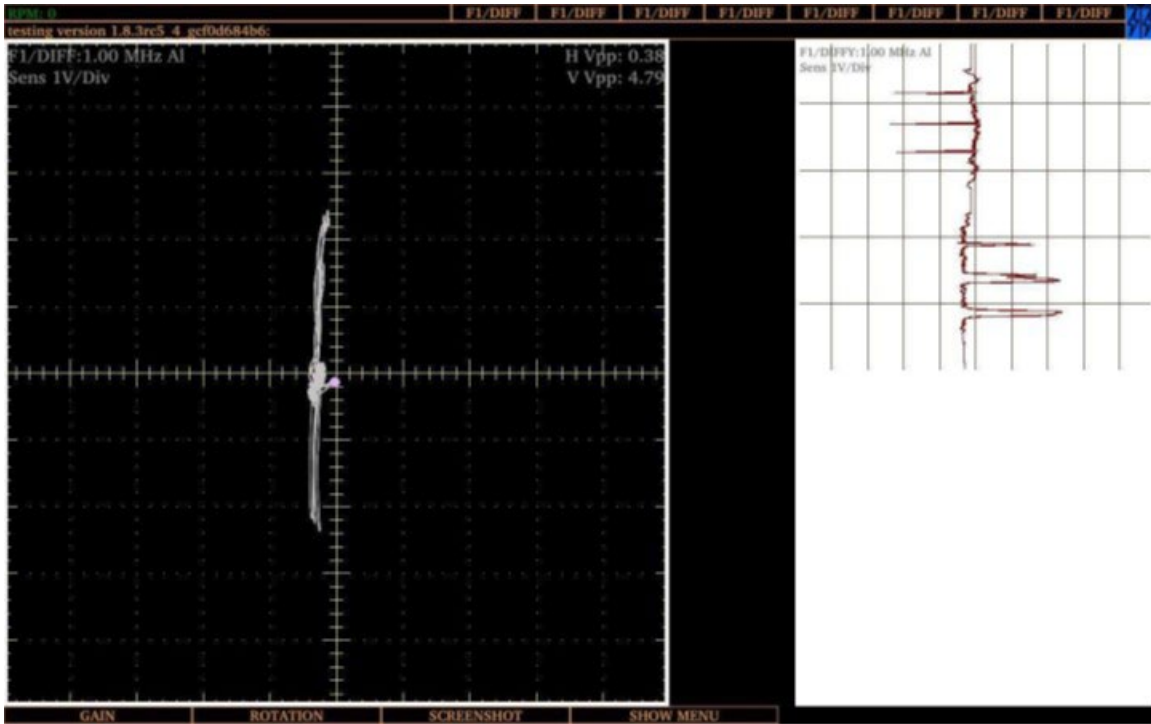 RPM: 0
F1/DIFF F1/DIFF F1/DIFF F1/DIFF F1/DIFF F1/DIFF F1/DIFF F1/DIFF
testing version 1.8.3rc5_4_gcf0d684b6:
F1/DIFF:1.00 MHz Al
Sens 1V/Div
H Vpp: 0.38
V Vpp: 4.79
F1/DIFFY:1.00 MHz Al
Sens 1V/Div
GAIN ROTATION SCREENSHOT SHOW MENU